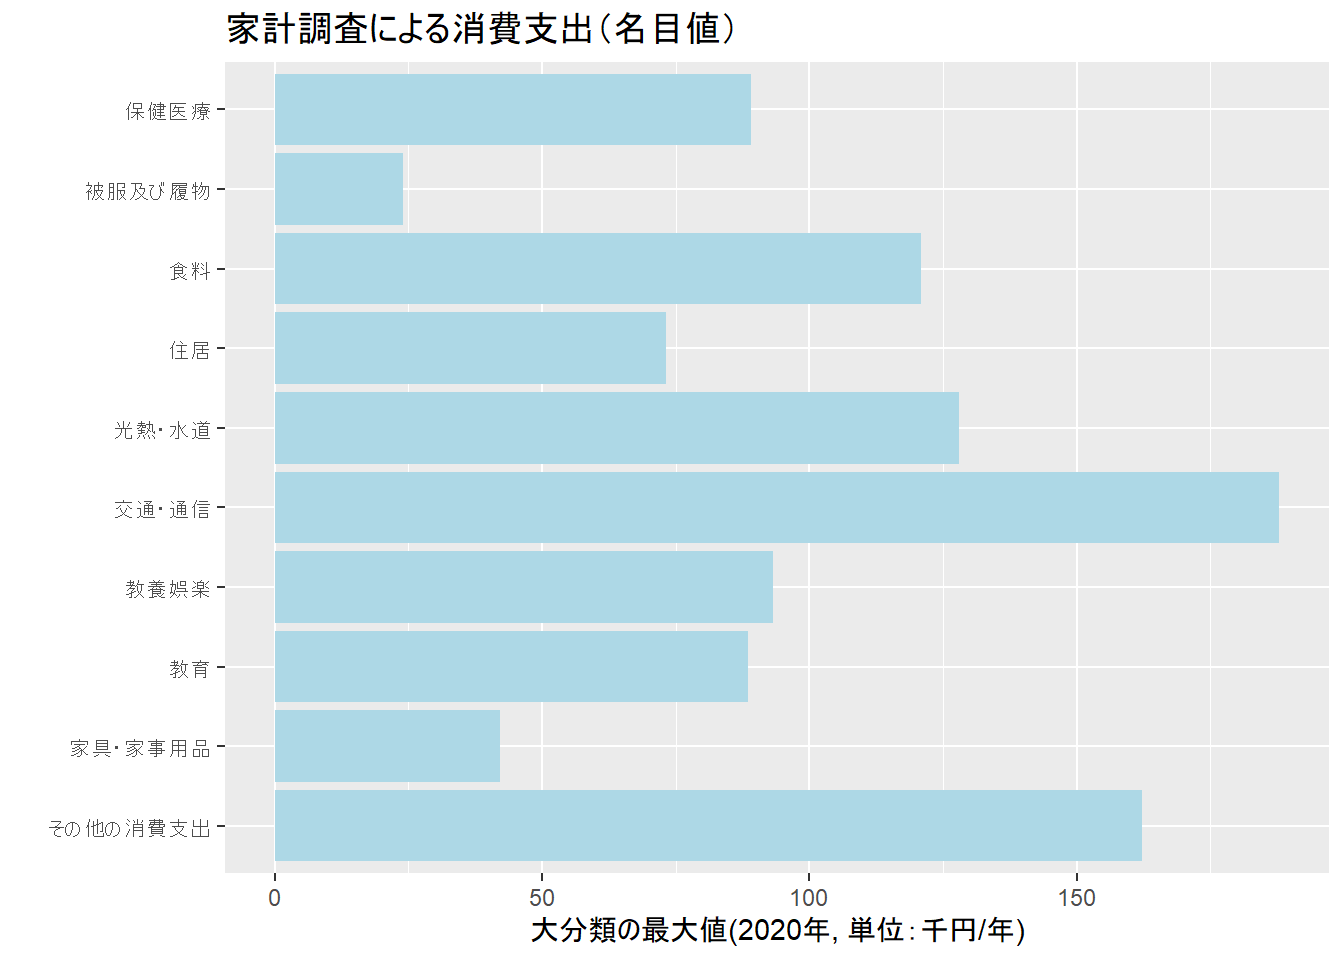 家計調査による消費支出（名目値）
保健医療
被服及び履物
食料
住居
光熱・水道
交通・通信
教養娯楽
教育
家具・家事用品
その他の消費支出
0 50 100 150
大分類の最大値(2020年, 単位：千円/年)